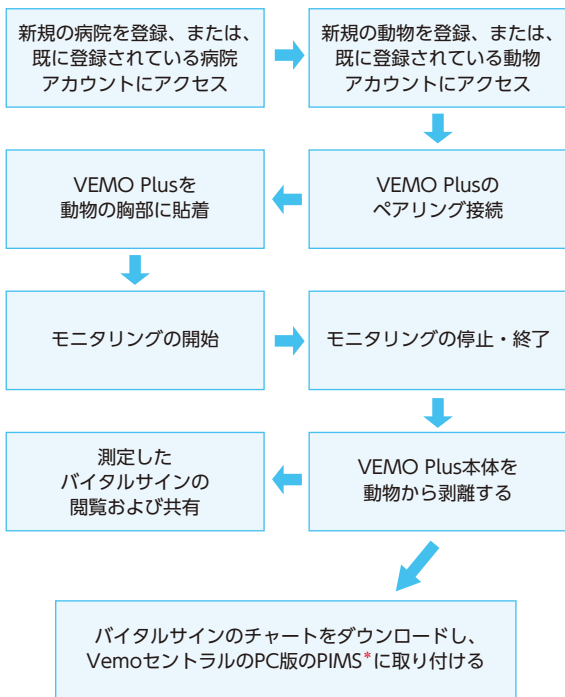 新規の病院を登録、または、
既に登録されている病院
アカウントにアクセス
新規の動物を登録、または、
既に登録されている動物
アカウントにアクセス
VEMO Plusの
ペアリング接続
VEMO Plusを
動物の胸部に貼着
モニタリングの開始
モニタリングの停止・終了
VEMO Plus本体を
動物から剥離する
測定した
バイタルサインの
閲覧および共有
バイタルサインのチャートをダウンロードし、
VemoセントラルのPC版のPIMS*に取り付ける